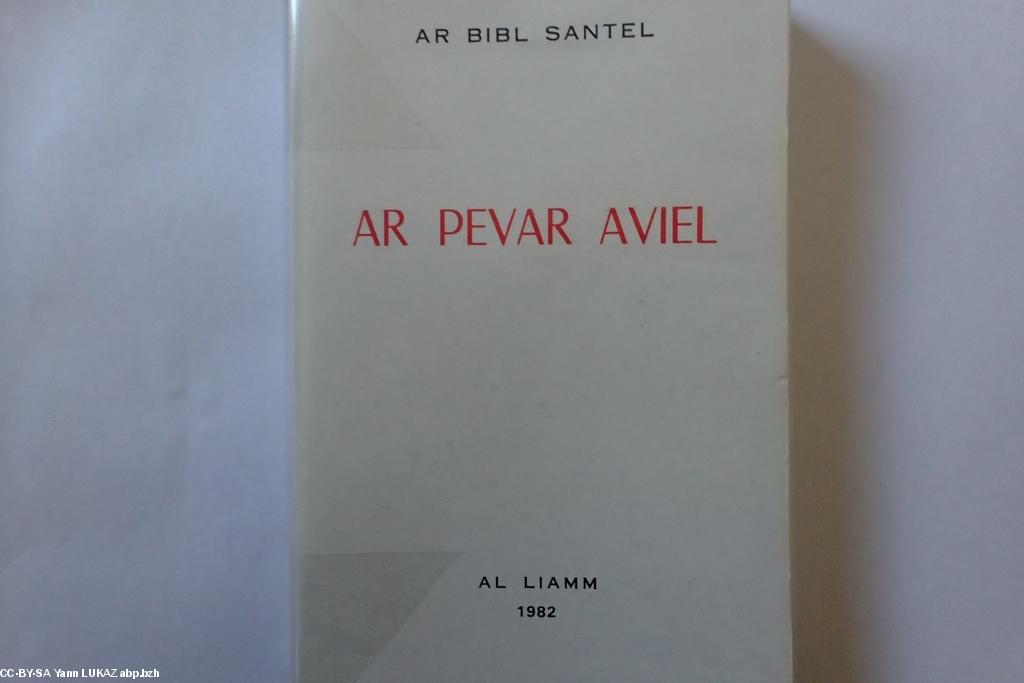 AR BIBL SANTEL
AR PEVAR AVIEL
AL LIAMM
1982
CC-BY-SA Yann LUKAZ abp.bzh